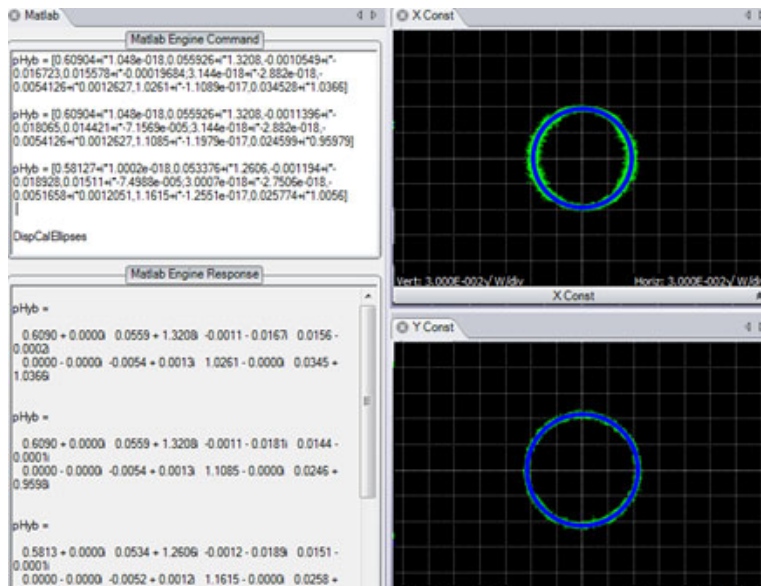 Matlab
Matlab Engine Command
pHyb = [0.60904+i*1.048e-018,0.055926+i*1.3208,-0.0010549+i*-
0.016723,0.015578+i*-0.00019684;3.144e-018+i*-2.882e-018,-
0.0054126+i*0.0012627,1.0261+i*-1.1089e-017,0.034528+i*1.0366]
pHyb = [0.60904+i*1.048e-018,0.055926+i*1.3208,-0.0011396+i*-
0.018065,0.014421+i*-7.1569e-005;3.144e-018+i*-2.882e-018,-
0.0054126+i*0.0012627,1.1085+i*-1.1979e-017,0.024599+i*0.95979]
pHyb = [0.58127+i*1.0002e-018,0.053376+i*1.2606,-0.001194+i*-
0.018928,0.01511+i*-7.4988e-005;3.0007e-018+i*-2.7506e-018,-
0.0051658+i*0.0012051,1.1615+i*-1.2551e-017,0.025774+i*1.0056]
DispCalEllipses
Matlab Engine Response
pHyb =
0.6090 + 0.0000i 0.0559 + 1.3208i -0.0011 - 0.0167i 0.0156 -
0.0002i
0.0000 - 0.0000i -0.0054 + 0.0013i 1.0261 - 0.0000i 0.0345 +
1.0366i
pHyb =
0.6090 + 0.0000i 0.0559 + 1.3208i -0.0011 - 0.0181i 0.0144 -
0.0001i
0.0000 - 0.0000i -0.0054 + 0.0013i 1.1085 - 0.0000i 0.0246 +
0.9598i
pHyb =
0.5813 + 0.0000i 0.0534 + 1.2606i -0.0012 - 0.0189i 0.0151 -
0.0001i
0.0000 - 0.0000i -0.0052 + 0.0012i 1.1615 - 0.0000i 0.0258 +
X Const
Vert: 3.000E-002√W/div Horiz: 3.000E-002√W/div
X Const
Y Const